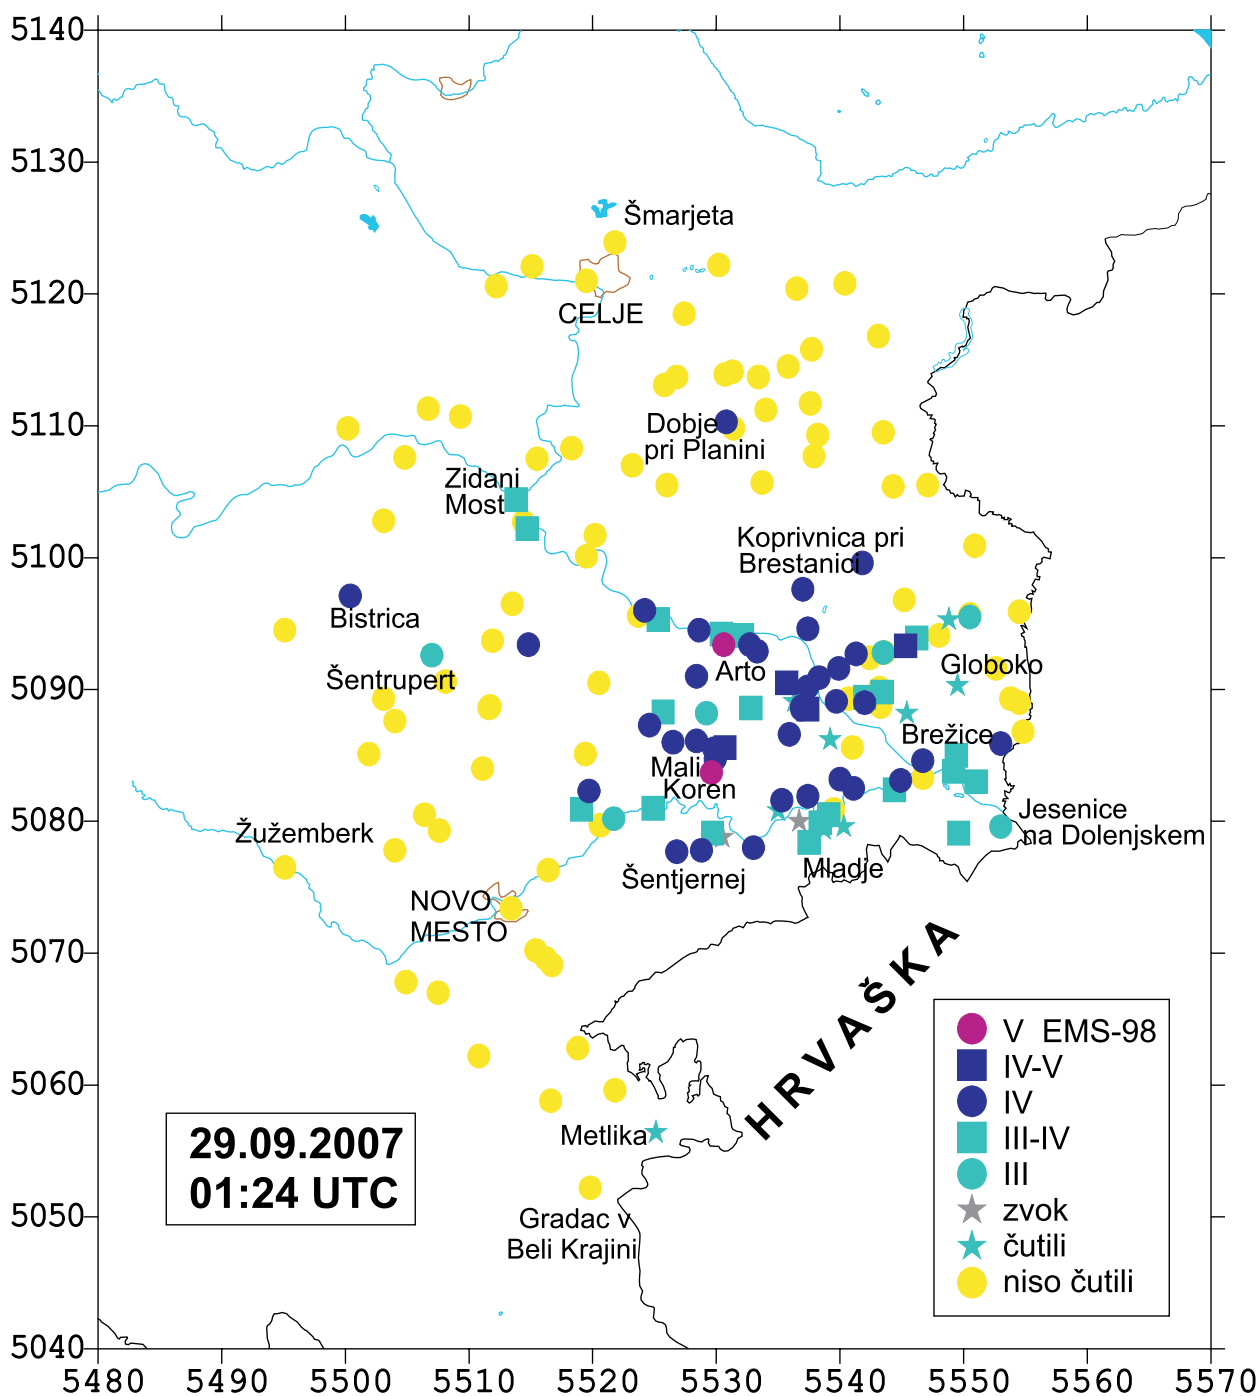 5140
5130
5120
5110
5100
5090
5080
5070
5060
5050
5040
Šmarjeta
CELJE
Dobje
pri Planini
Zidani
Most
Koprivnica pri
Brestanici
Bistrica
Šentrupert
Arto
Globoko
Brežice
Mali
Koren
Jesenice
na Dolenjskem
Žužemberk
Šentjernej
Mladje
NOVO
MESTO
HRVAŠKA
Metlika
Gradac v
Beli Krajini
29.09.2007
01:24 UTC
V EMS-98
IV-V
IV
III-IV
III
zvok
čutili
niso čutili
5480 5490 5500 5510 5520 5530 5540 5550 5560 5570